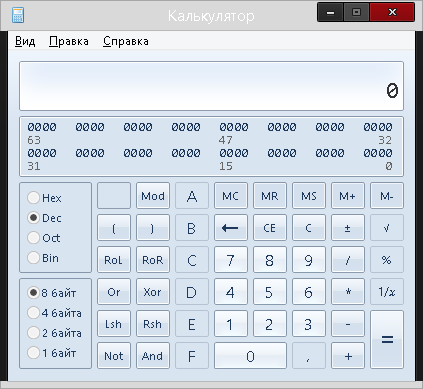 Калькулятор
Вид Правка Справка
0
0000 0000 0000 0000 0000 0000 0000 0000
63 47 32
0000 0000 0000 0000 0000 0000 0000 0000
31 15 0
Hex Mod A MC MR MS M+ M-
Dec ( ) B ← CE C ± √
Oct
Bin RoL RoR C 7 8 9 / %
8 байт Or Xor D 4 5 6 * 1/x
4 байта Lsh Rsh E 1 2 3 - =
2 байта
1 байт Not And F 0 , +